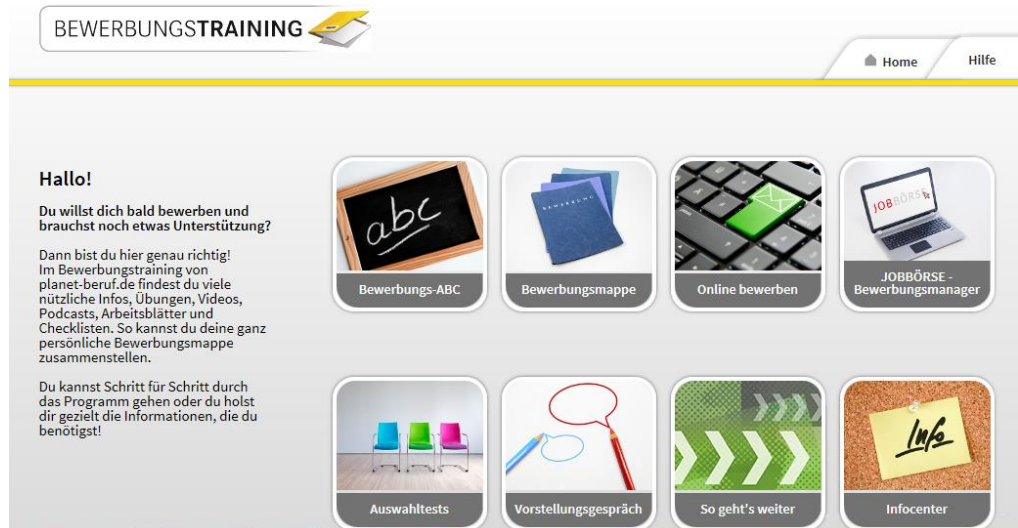 BEWERBUNGSTRAINING
Home
Hilfe
Hallo!
Du willst dich bald bewerben und
brauchst noch etwas Unterstützung?
Dann bist du hier genau richtig!
Im Bewerbungstraining von
planet-beruf.de findest du viele
nützliche Infos, Übungen, Videos,
Podcasts, Arbeitsblätter und
Checklisten. So kannst du deine ganz
persönliche Bewerbungsmappe
zusammenstellen.
Du kannst Schritt für Schritt durch
das Programm gehen oder du holst
dir gezielt die Informationen, die du
benötigst!
abc
Bewerbungs-ABC
BEWERBUNG
Bewerbungsmappe
Online bewerben
JOBBÖRSE
JOBBÖRSE -
Bewerbungsmanager
Auswahltests
Vorstellungsgespräch
So geht's weiter
Info
Infocenter